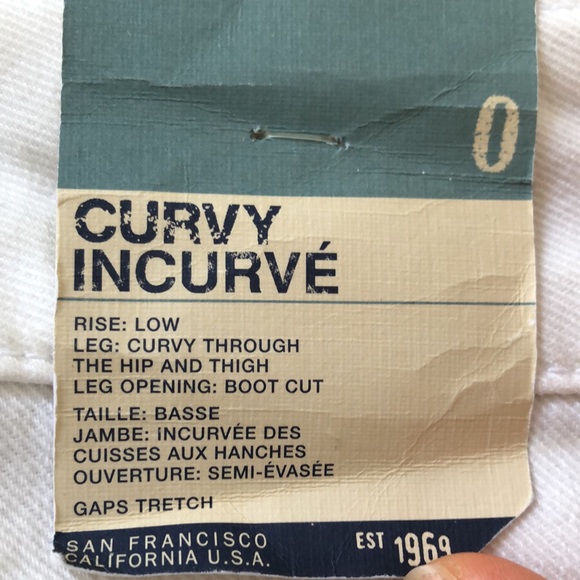 0
CURVY
INCURVÉ
RISE: LOW
LEG: CURVY THROUGH
THE HIP AND THIGH
LEG OPENING: BOOT CUT
TAILLE: BASSE
JAMBE: INCURVÉE DES
CUISSES AUX HANCHES
OUVERTURE: SEMI-ÉVASÉE
GAPS TRETCH
SAN FRANCISCO
CALIFORNIA U.S.A.
EST 1969